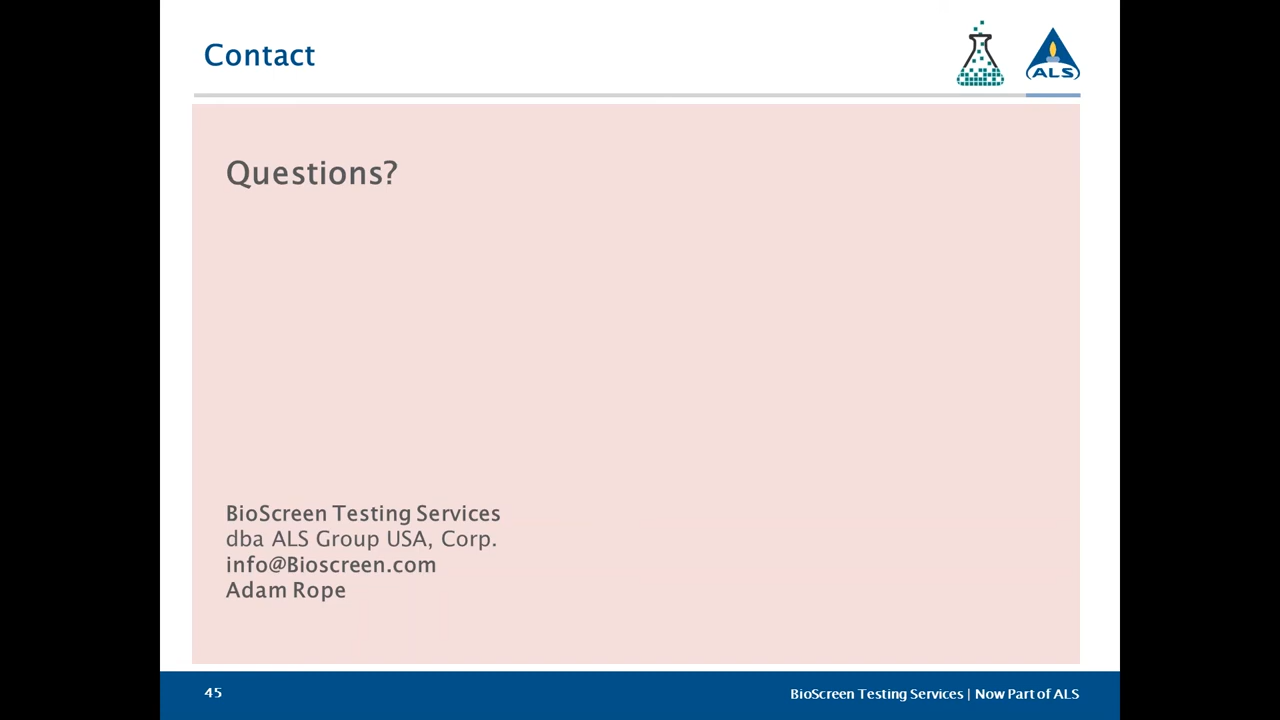 Contact
ALS
Questions?
BioScreen Testing Services
dba ALS Group USA, Corp.
info@Bioscreen.com
Adam Rope
45
BioScreen Testing Services | Now Part of ALS